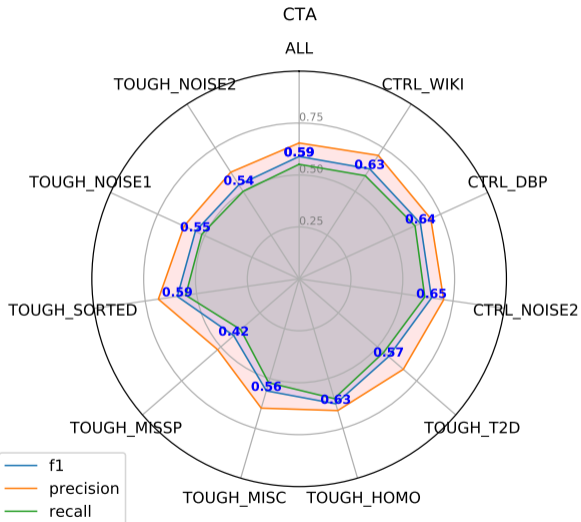 CTA
ALL
TOUGH_NOISE2
CTRL_WIKI
0.75
0.59
0.63
0.50
0.54
TOUGH_NOISE1
CTRL_DBP
0.55
0.25
0.64
0.59
0.65
TOUGH_SORTED
CTRL_NOISE2
0.42
0.57
0.56
0.63
TOUGH_MISSP
TOUGH_T2D
TOUGH_MISC
TOUGH_HOMO
f1
precision
recall